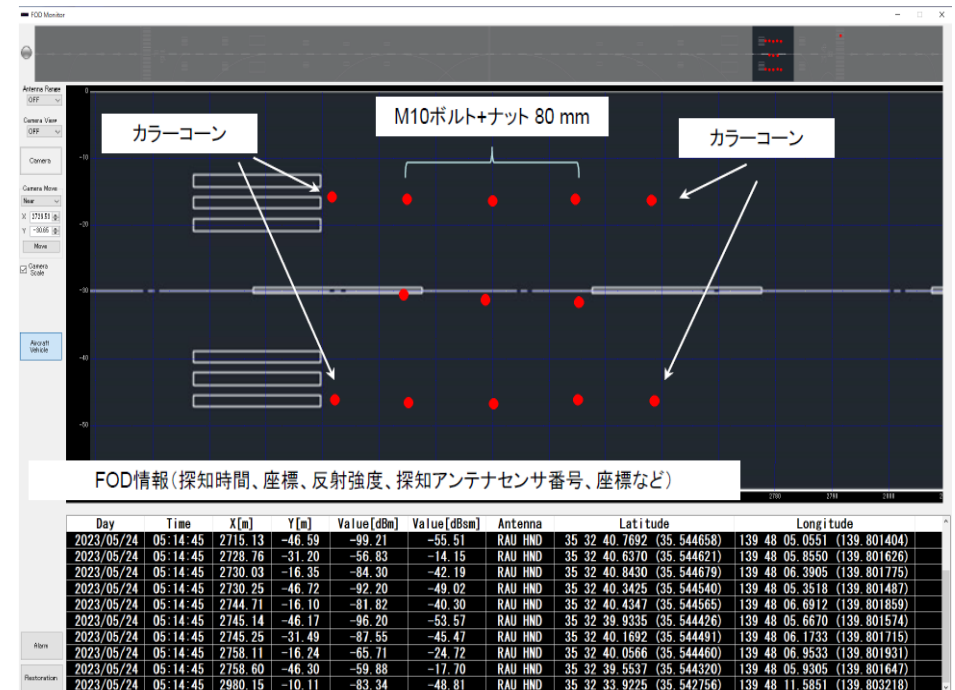 FOD Monitor
Antenna Range
OFF
Camera View
OFF
Camera
Camera Move
Near
X 2728.51
Y -30.65
Move
Camera Scale
Aircraft Vehicle
Alarm
Restoration
0
-10
-20
-30
-40
-50
カラーコーン
M10ボルト+ナット 80 mm
カラーコーン
FOD情報(探知時間、座標、反射強度、探知アンテナセンサ番号、座標など)
Day Time X[m] Y[m] Value[dBm] Value[dBsm] Antenna Latitude Longitude
2023/05/24 05:14:45 2715.13 -46.59 -99.21 -55.51 RAU HND 35 32 40.7692 (35.544658) 139 48 05.0551 (139.801404)
2023/05/24 05:14:45 2728.76 -31.20 -56.83 -14.15 RAU HND 35 32 40.6370 (35.544621) 139 48 05.8550 (139.801626)
2023/05/24 05:14:45 2730.03 -16.35 -84.30 -42.19 RAU HND 35 32 40.8430 (35.544679) 139 48 06.3905 (139.801775)
2023/05/24 05:14:45 2730.25 -46.72 -92.20 -49.02 RAU HND 35 32 40.3425 (35.544540) 139 48 05.3518 (139.801487)
2023/05/24 05:14:45 2744.71 -16.10 -81.82 -40.30 RAU HND 35 32 40.4347 (35.544565) 139 48 06.6912 (139.801859)
2023/05/24 05:14:45 2745.14 -46.17 -96.20 -53.57 RAU HND 35 32 39.9335 (35.544426) 139 48 05.6670 (139.801574)
2023/05/24 05:14:45 2745.25 -31.49 -87.55 -45.47 RAU HND 35 32 40.1692 (35.544491) 139 48 06.1733 (139.801715)
2023/05/24 05:14:45 2758.11 -16.24 -65.71 -24.72 RAU HND 35 32 40.0566 (35.544460) 139 48 06.9533 (139.801931)
2023/05/24 05:14:45 2758.60 -46.30 -59.88 -17.70 RAU HND 35 32 39.5537 (35.544320) 139 48 05.9305 (139.801647)
2023/05/24 05:14:45 2980.15 -10.11 -83.34 -48.81 RAU HND 35 32 33.9225 (35.542756) 139 48 11.5851 (139.803218)